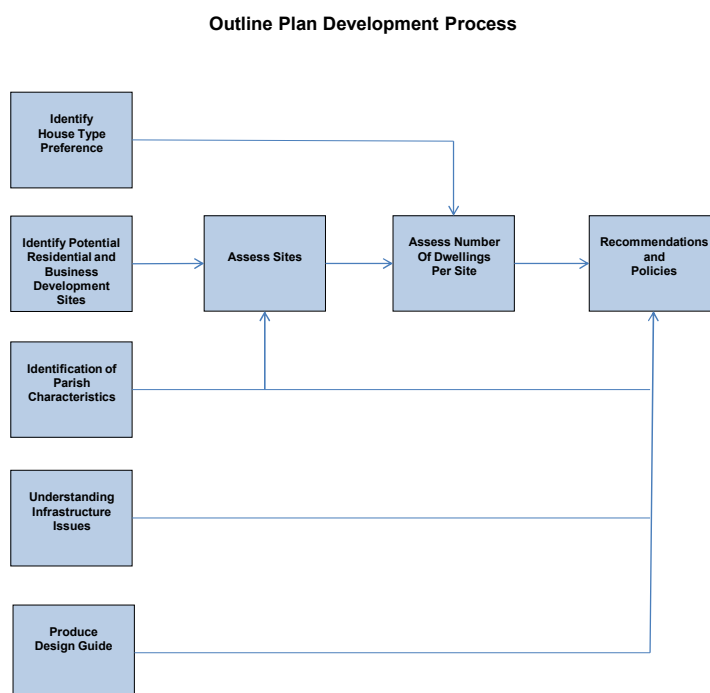 Outline Plan Development Process
Identify
House Type
Preference
Identify Potential
Residential and
Business
Development
Sites
Assess Sites
Assess Number
Of Dwellings
Per Site
Recommendations
and
Policies
Identification of
Parish
Characteristics
Understanding
Infrastructure
Issues
Produce
Design Guide